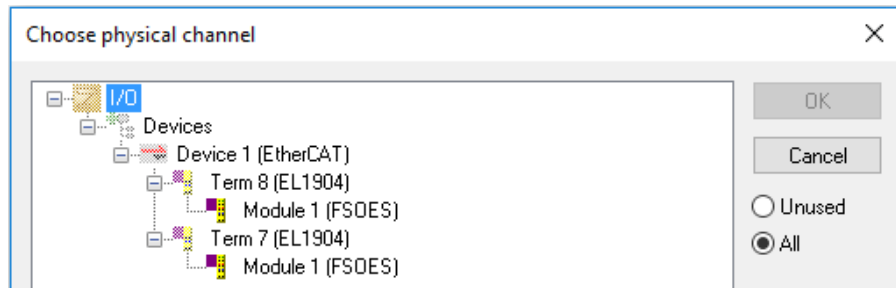 Choose physical channel
I/O
OK
Devices
Device 1 (EtherCAT)
Cancel
Term 8 (EL1904)
Module 1 (FSOES)
Unused
Term 7 (EL1904)
All
Module 1 (FSOES)